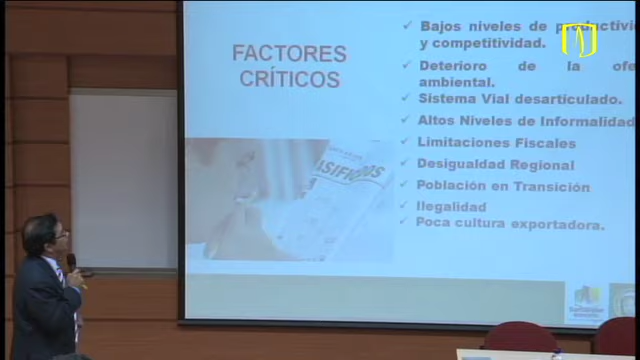 FACTORES
CRÍTICOS
✓ Bajos niveles de
y competitividad.
✓ Deterioro de la
ambiental.
✓ Sistema Vial desarticulado.
✓ Altos Niveles de Informalidad
✓ Limitaciones Fiscales
✓ Desigualdad Regional
✓ Población en Transición
✓ Ilegalidad
✓ Poca cultura exportadora.